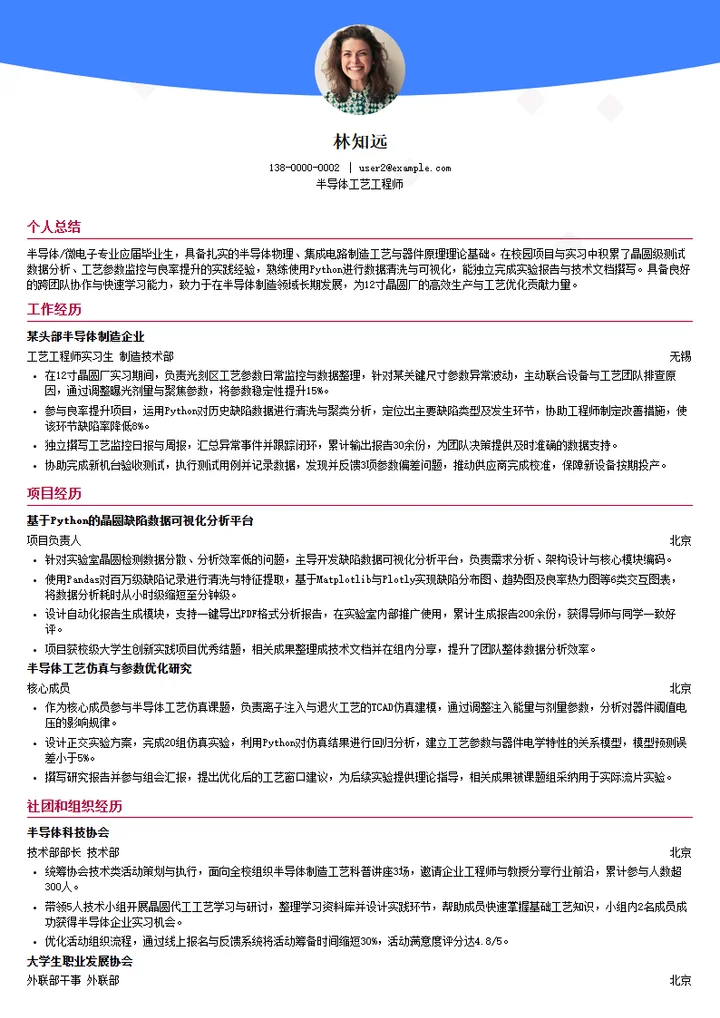 林知远
138-0000-0002 | user2@example.com
半导体工艺工程师
个人总结
半导体/微电子专业应届毕业生，具备扎实的半导体物理、集成电路制造工艺与器件原理理论基础。在校园项目与实习中积累了晶圆级测试
数据分析、工艺参数监控与良率提升的实践经验，熟练使用Python进行数据清洗与可视化，能独立完成实验报告与技术文档撰写。具备良好
的跨团队协作与快速学习能力，致力于在半导体制造领域长期发展，为12寸晶圆厂的高效生产与工艺优化贡献力量。
工作经历
某头部半导体制造企业
工艺工程师实习生 制造技术部 无锡
• 在12寸晶圆厂实习期间，负责光刻区工艺参数日常监控与数据整理，针对某关键尺寸参数异常波动，主动联合设备与工艺团队排查原
因，通过调整曝光剂量与聚焦参数，将参数稳定性提升15%。
• 参与良率提升项目，运用Python对历史缺陷数据进行清洗与聚类分析，定位出主要缺陷类型及发生环节，协助工程师制定改善措施，使
该环节缺陷率降低8%。
• 独立撰写工艺监控日报与周报，汇总异常事件并跟踪闭环，累计输出报告30余份，为团队决策提供及时准确的数据支持。
• 协助完成新机台验收测试，执行测试用例并记录数据，发现并反馈3项参数偏差问题，推动供应商完成校准，保障新设备按期投产。
项目经历
基于Python的晶圆缺陷数据可视化分析平台
项目负责人 北京
• 针对实验室晶圆检测数据分散、分析效率低的问题，主导开发缺陷数据可视化分析平台，负责需求分析、架构设计与核心模块编码。
• 使用Pandas对百万级缺陷记录进行清洗与特征提取，基于Matplotlib与Plotly实现缺陷分布图、趋势图及良率热力图等6类交互图表，
将数据分析耗时从小时级缩短至分钟级。
• 设计自动化报告生成模块，支持一键导出PDF格式分析报告，在实验室内部推广使用，累计生成报告200余份，获得导师与同学一致好
评。
• 项目获校级大学生创新实践项目优秀结题，相关成果整理成技术文档并在组内分享，提升了团队整体数据分析效率。
半导体工艺仿真与参数优化研究
核心成员 北京
• 作为核心成员参与半导体工艺仿真课题，负责离子注入与退火工艺的TCAD仿真建模，通过调整注入能量与剂量参数，分析对器件阈值电
压的影响规律。
• 设计正交实验方案，完成20组仿真实验，利用Python对仿真结果进行回归分析，建立工艺参数与器件电学特性的关系模型，模型预测误
差小于5%。
• 撰写研究报告并参与组会汇报，提出优化后的工艺窗口建议，为后续实验提供理论指导，相关成果被课题组采纳用于实际流片实验。
社团和组织经历
半导体科技协会
技术部部长 技术部 北京
• 统筹协会技术类活动策划与执行，面向全校组织半导体制造工艺科普讲座3场，邀请企业工程师与教授分享行业前沿，累计参与人数超
300人。
• 带领5人技术小组开展晶圆代工工艺学习与研讨，整理学习资料库并设计实践环节，帮助成员快速掌握基础工艺知识，小组内2名成员成
功获得半导体企业实习机会。
• 优化活动组织流程，通过线上报名与反馈系统将活动筹备时间缩短30%，活动满意度评分达4.8/5。
大学生职业发展协会
外联部干事 外联部 北京